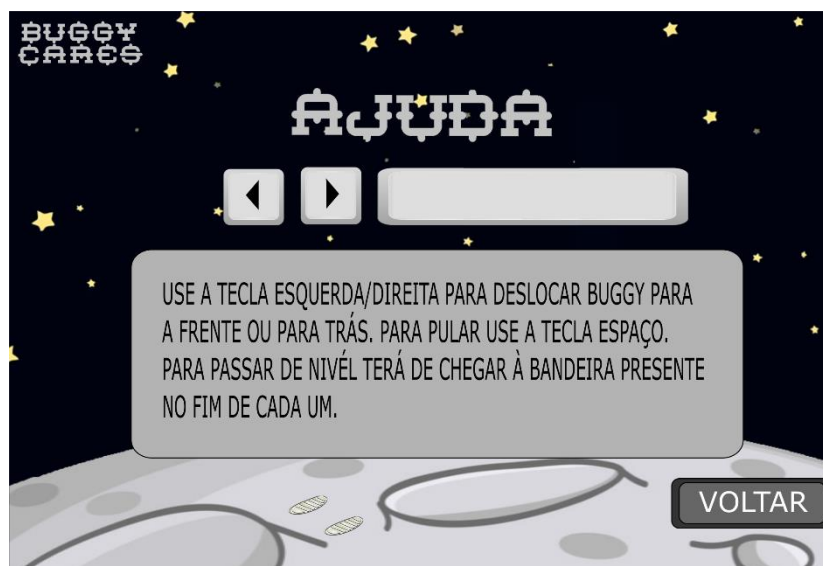 BUGGY
CARES
AJUDA
USE A TECLA ESQUERDA/DIREITA PARA DESLOCAR BUGGY PARA
A FRENTE OU PARA TRÁS. PARA PULAR USE A TECLA ESPAÇO.
PARA PASSAR DE NIVÉL TERÁ DE CHEGAR À BANDEIRA PRESENTE
NO FIM DE CADA UM.
VOLTAR